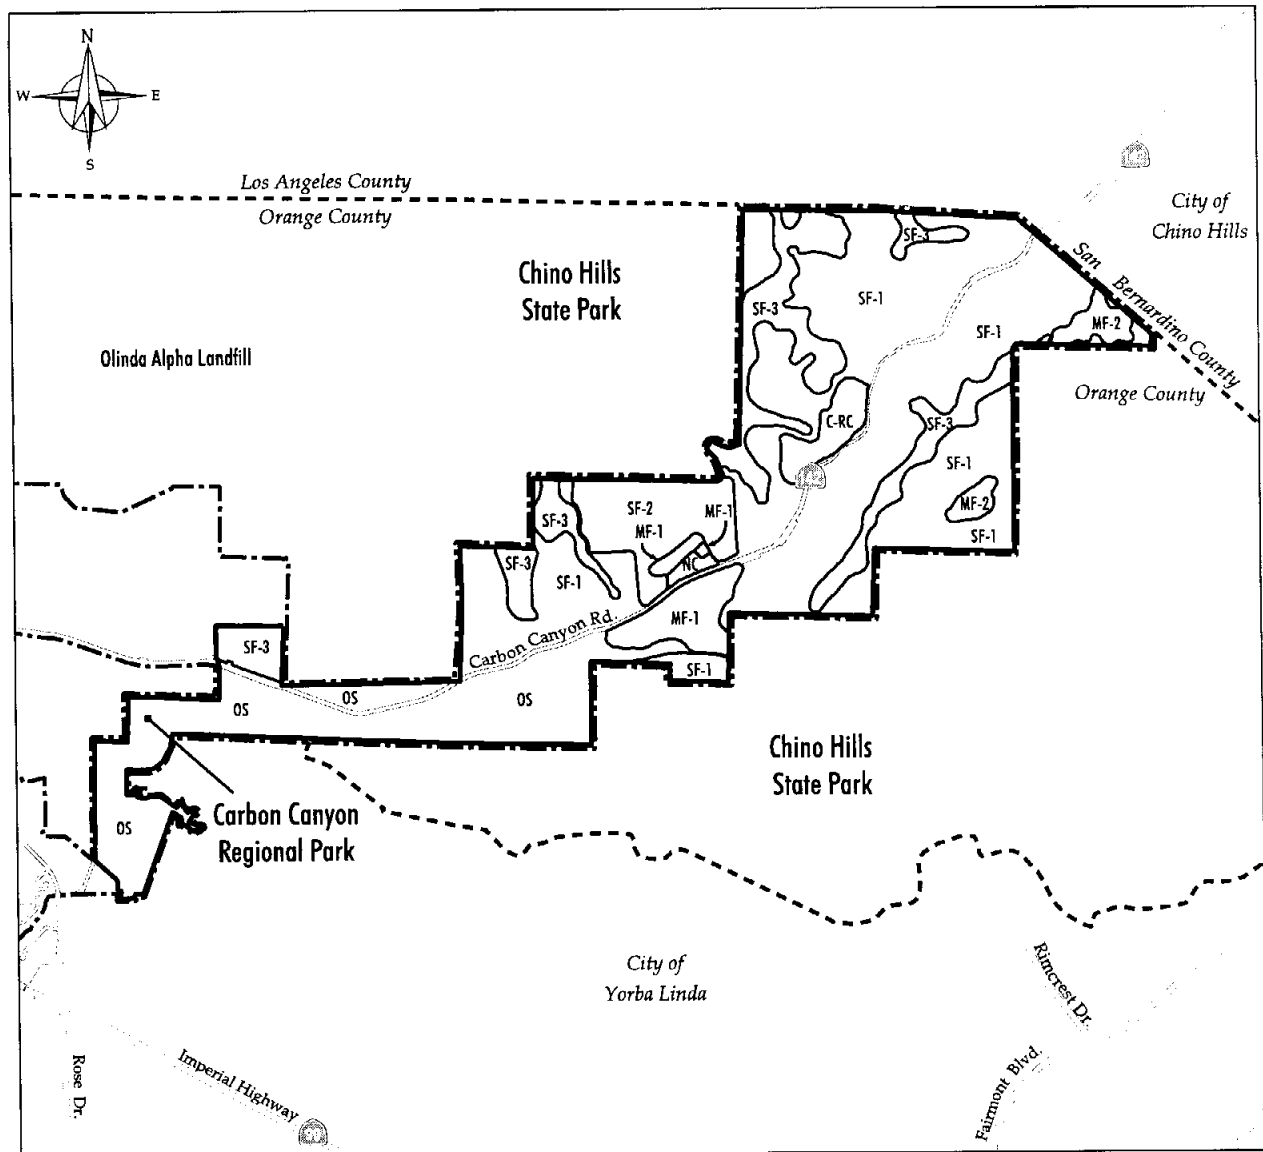 N
W
E
S
Los Angeles County
Orange County
City of
Chino Hills
San Bernardino County
Orange County
Chino Hills
State Park
Olinda Alpha Landfill
SF-3
SF-1
SF-3
SF-1
MF-2
C-RC
SF-3
SF-1
MF-2
SF-1
SF-2
SF-3
MF-1
MF-1
SF-3
NC
SF-1
MF-1
Carbon Canyon Rd.
SF-3
SF-1
OS
OS
OS
Chino Hills
State Park
Carbon Canyon
Regional Park
OS
City of
Yorba Linda
Rimcrest Dr.
Fairmont Blvd.
Rose Dr.
Imperial Highway